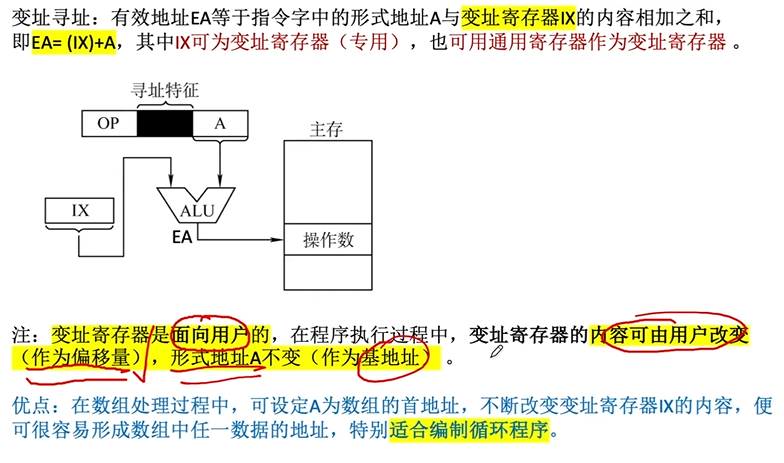 变址寻址：有效地址EA等于指令字中的形式地址A与变址寄存器IX的内容相加之和，
即EA= (IX)+A，其中IX可为变址寄存器（专用），也可用通用寄存器作为变址寄存器 。
寻址特征
OP
A
主存
IX
ALU
EA
操作数
注：变址寄存器是面向用户的，在程序执行过程中，变址寄存器的内容可由用户改变
（作为偏移量），形式地址A不变（作为基地址） 。
优点：在数组处理过程中，可设定A为数组的首地址，不断改变变址寄存器IX的内容，便
可很容易形成数组中任一数据的地址，特别适合编制循环程序。